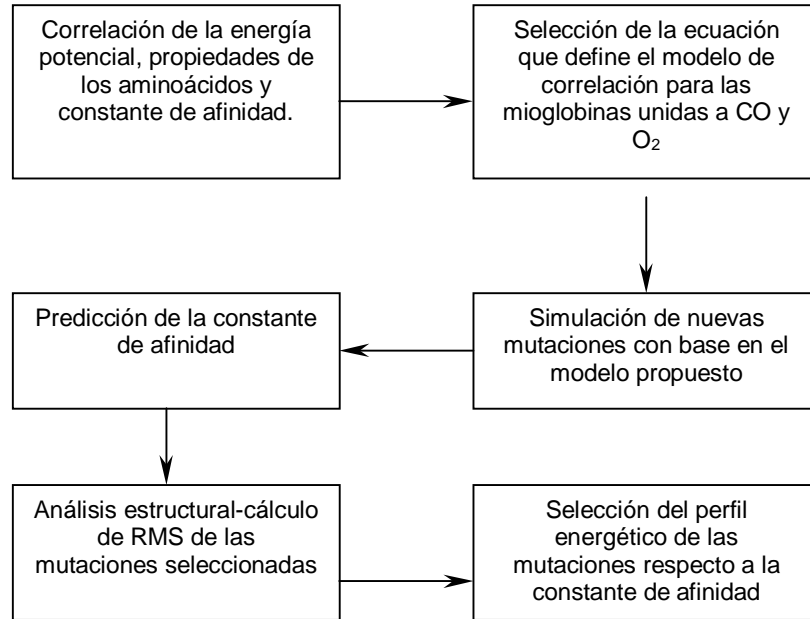 Correlación de la energía
potencial, propiedades de
los aminoácidos y
constante de afinidad.
Selección de la ecuación
que define el modelo de
correlación para las
mioglobinas unidas a CO y
O₂
Predicción de la constante
de afinidad
Simulación de nuevas
mutaciones con base en el
modelo propuesto
Análisis estructural-cálculo
de RMS de las
mutaciones seleccionadas
Selección del perfil
energético de las
mutaciones respecto a la
constante de afinidad